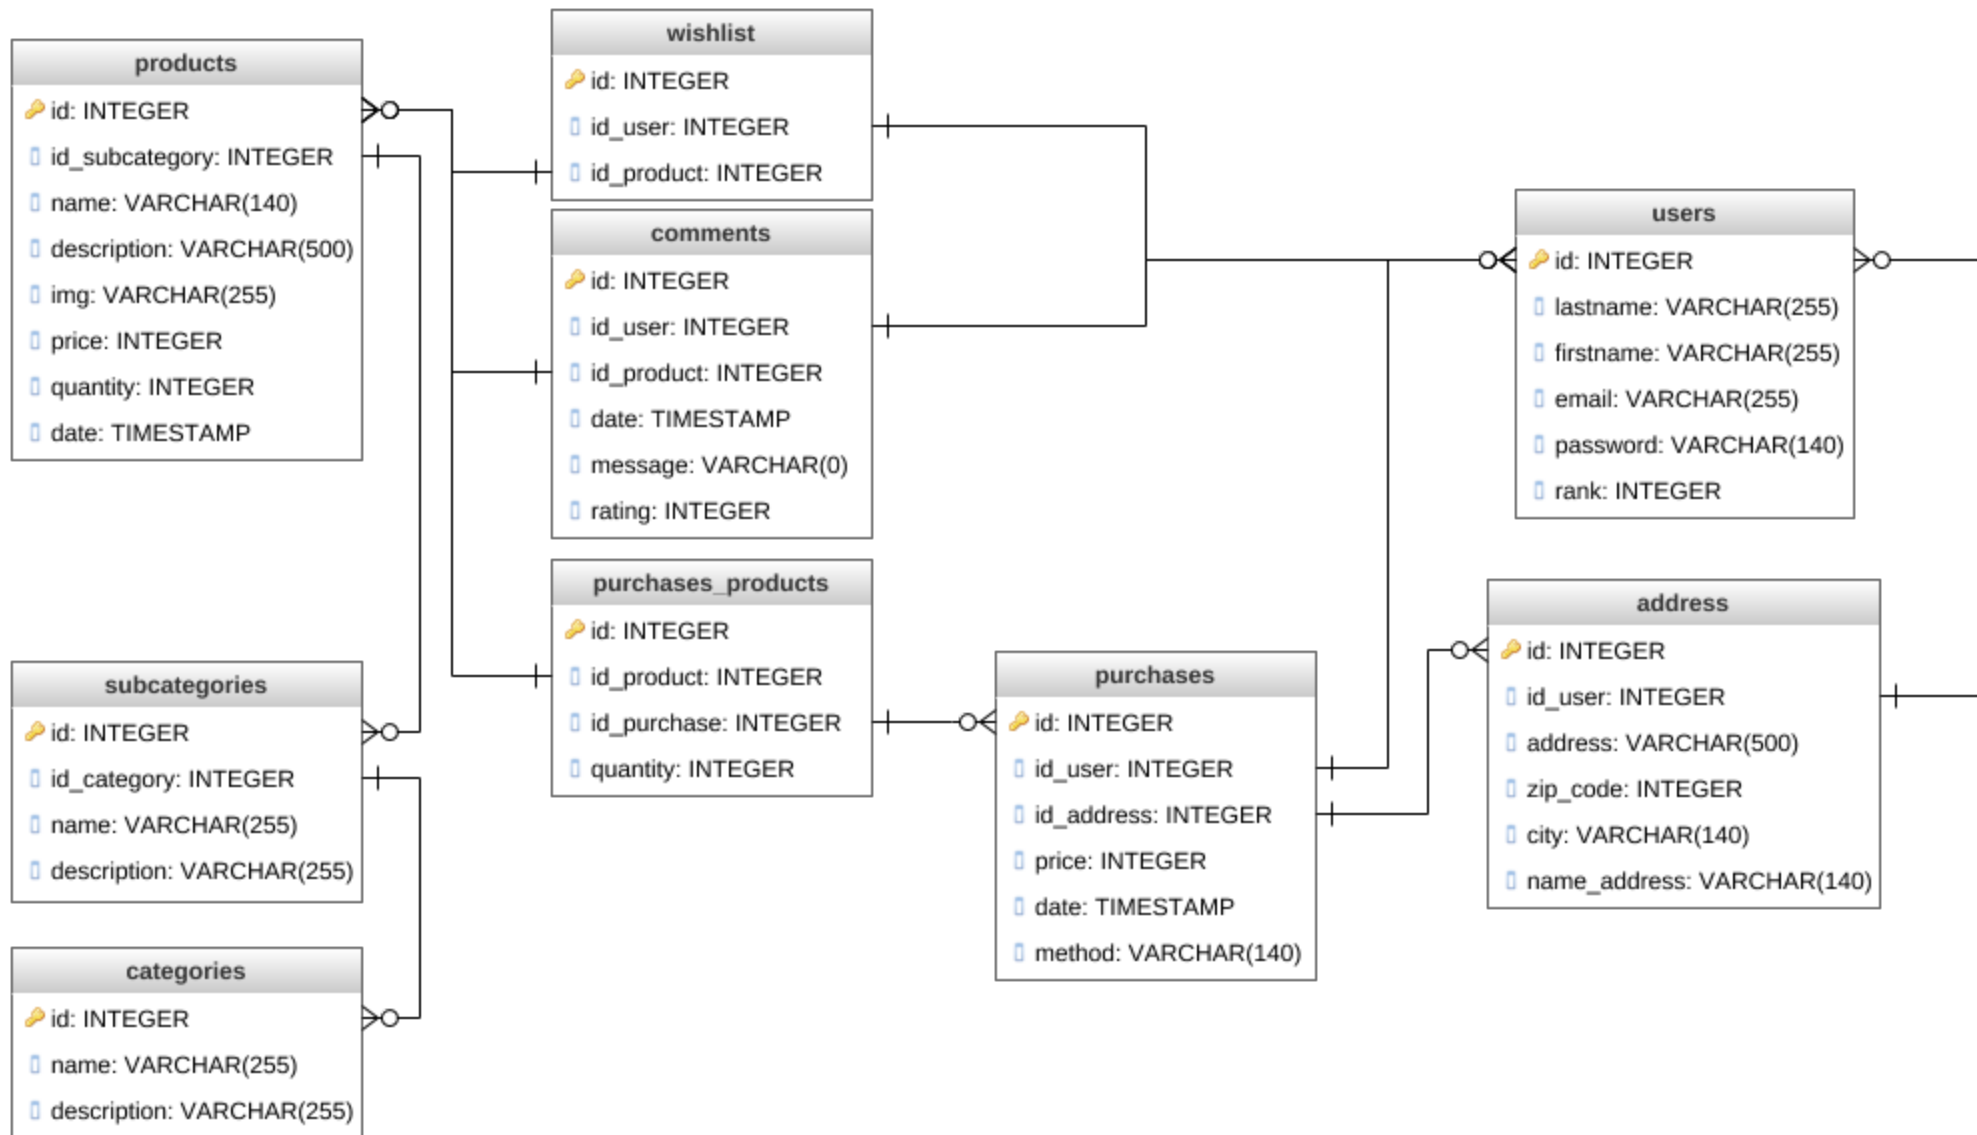 products
id: INTEGER
id_subcategory: INTEGER
name: VARCHAR(140)
description: VARCHAR(500)
img: VARCHAR(255)
price: INTEGER
quantity: INTEGER
date: TIMESTAMP
subcategories
id: INTEGER
id_category: INTEGER
name: VARCHAR(255)
description: VARCHAR(255)
categories
id: INTEGER
name: VARCHAR(255)
description: VARCHAR(255)
wishlist
id: INTEGER
id_user: INTEGER
id_product: INTEGER
comments
id: INTEGER
id_user: INTEGER
id_product: INTEGER
date: TIMESTAMP
message: VARCHAR(0)
rating: INTEGER
purchases_products
id: INTEGER
id_product: INTEGER
id_purchase: INTEGER
quantity: INTEGER
purchases
id: INTEGER
id_user: INTEGER
id_address: INTEGER
price: INTEGER
date: TIMESTAMP
method: VARCHAR(140)
users
id: INTEGER
lastname: VARCHAR(255)
firstname: VARCHAR(255)
email: VARCHAR(255)
password: VARCHAR(140)
rank: INTEGER
address
id: INTEGER
id_user: INTEGER
address: VARCHAR(500)
zip_code: INTEGER
city: VARCHAR(140)
name_address: VARCHAR(140)